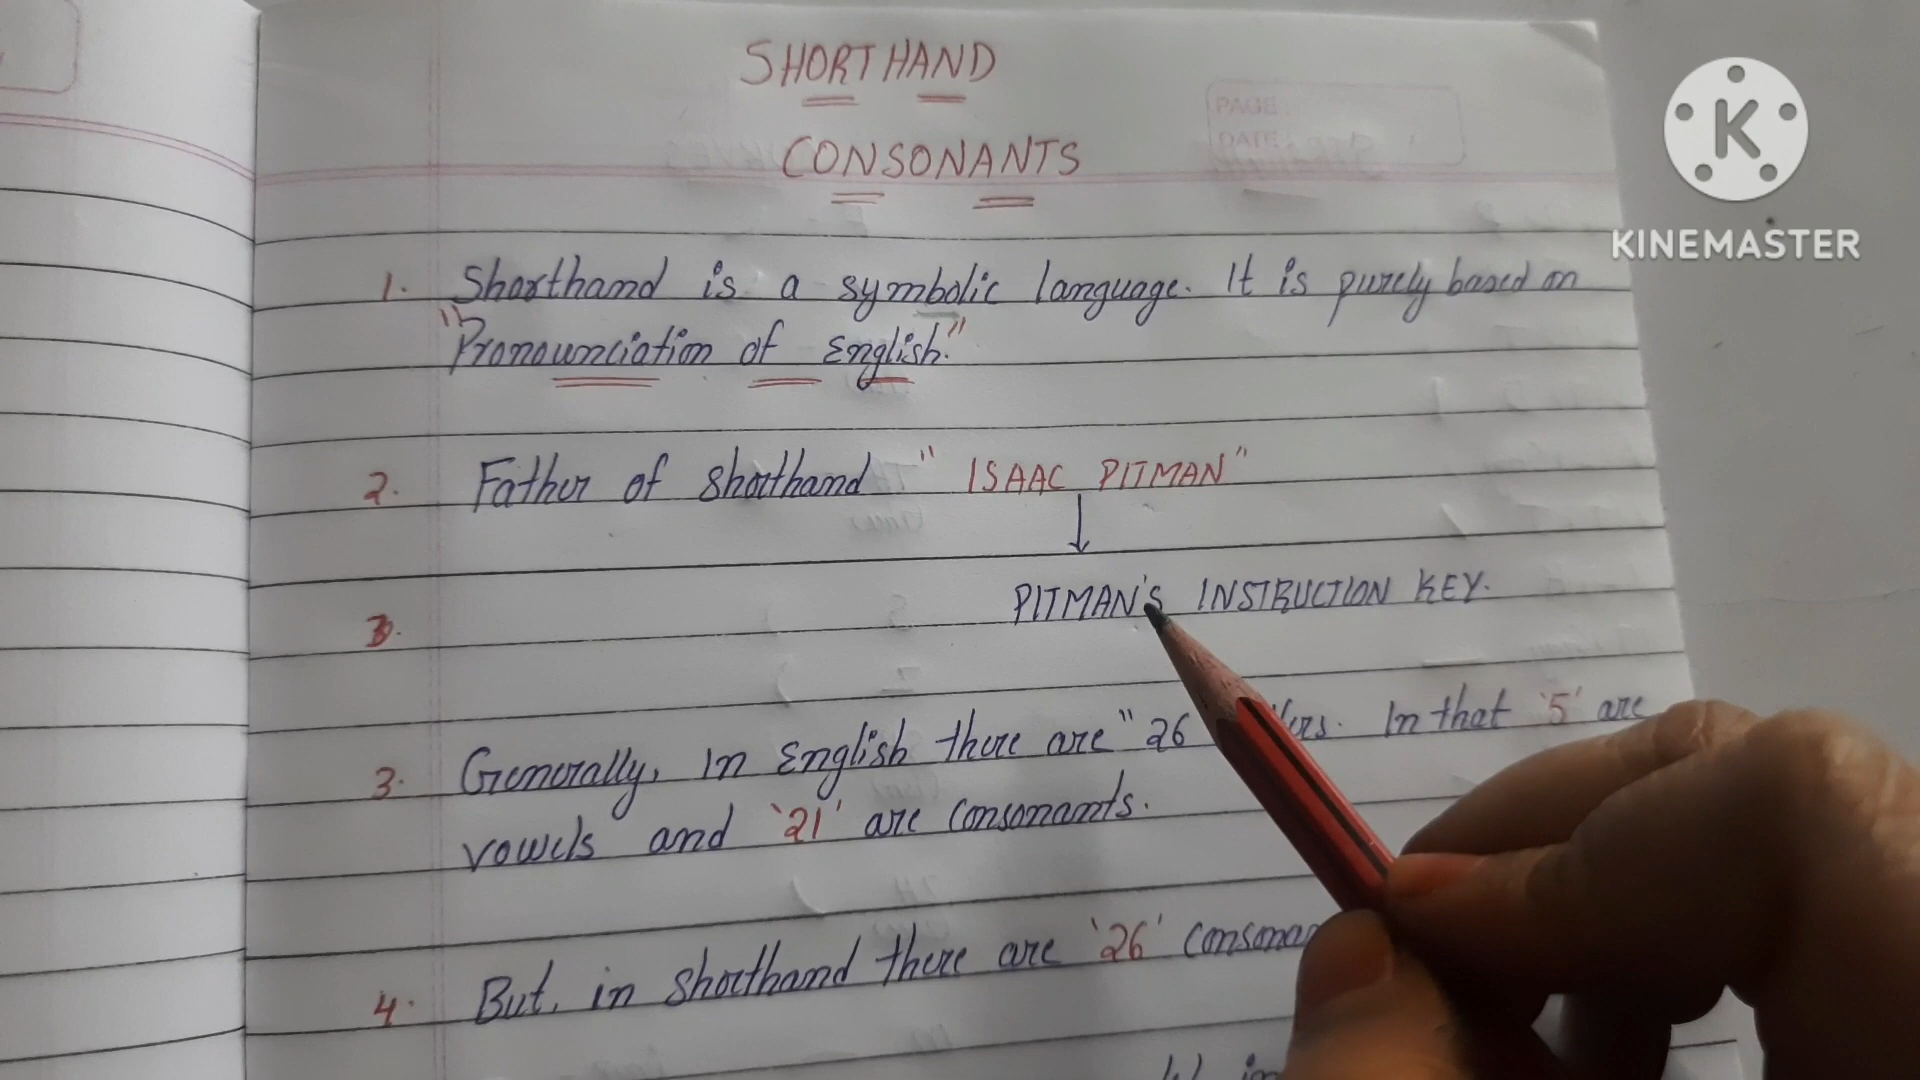 SHORTHAND
PAGE:
DATE:
CONSONANTS
K
KINEMASTER
1. Shorthand is a symbolic language. It is purely based on
"Pronounciation of English."
2. Father of shorthand "ISAAC PITMAN"
PITMAN'S INSTRUCTION KEY.
3.
3. Generally, in English there are "26 In that '5' are
vowels and '21' are consonants.
4. But, in shorthand there are '26'